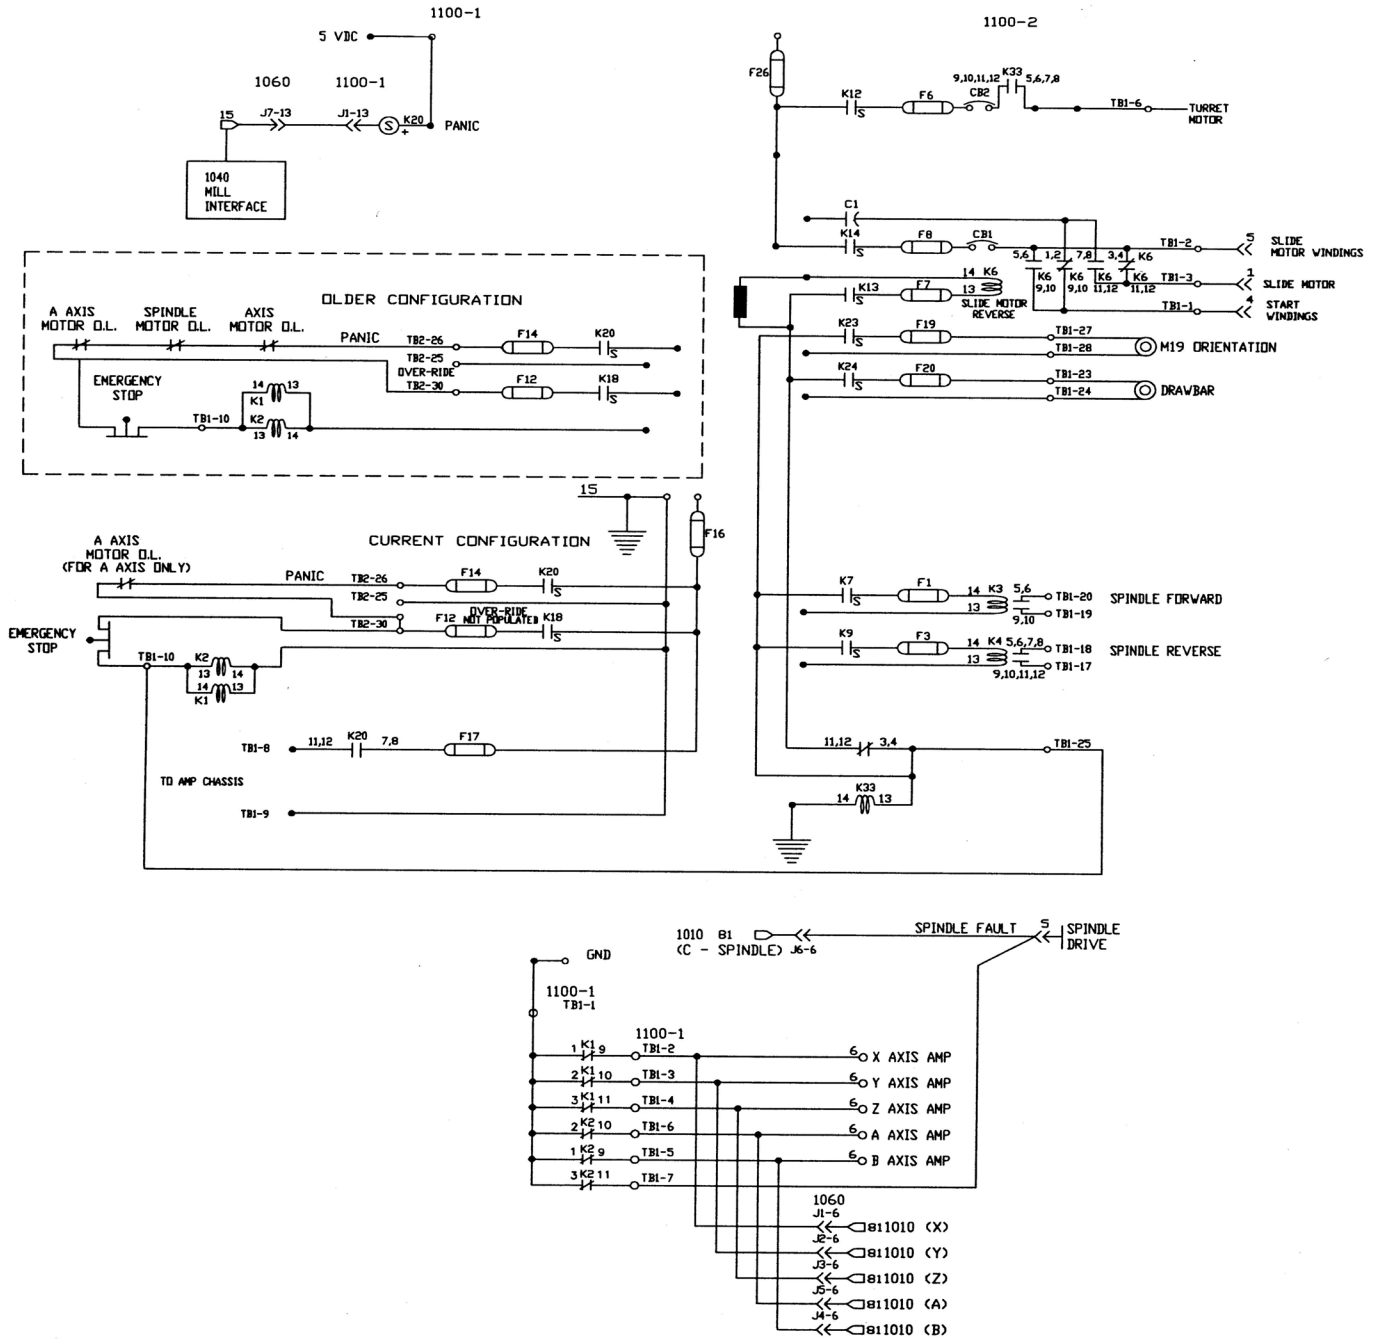 1100-1
5 VDC
1060
1100-1
15
J7-13
J1-13
S
+
K20
PANIC
1040
MILL
INTERFACE
1100-2
F26
K12
S
F6
CB2
9,10,11,12
K33
5,6,7,8
TB1-6
TURRET
MOTOR
C1
K14
S
F8
CB1
TB1-2
5
SLIDE
MOTOR WINDINGS
5,6
1,2
7,8
3,4
K6
K6
K6
K6
K6
9,10
9,10
11,12
11,12
TB1-3
1
SLIDE MOTOR
TB1-1
4
START
WINDINGS
14
K6
K13
S
F7
13
SLIDE MOTOR
REVERSE
K23
S
F19
TB1-27
TB1-28
M19 ORIENTATION
K24
S
F20
TB1-23
TB1-24
DRAWBAR
OLDER CONFIGURATION
A AXIS
MOTOR O.L.
SPINDLE
MOTOR O.L.
AXIS
MOTOR O.L.
PANIC
TB2-26
F14
K20
S
TB2-25
OVER-RIDE
TB2-30
F12
K18
S
EMERGENCY
STOP
TB1-10
14
13
K1
K2
13
14
15
F16
CURRENT CONFIGURATION
A AXIS
MOTOR O.L.
(FOR A AXIS ONLY)
PANIC
TB2-26
F14
K20
S
TB2-25
OVER-RIDE
NOT POPULATED
TB2-30
F12
K18
S
EMERGENCY
STOP
TB1-10
K2
13
14
14
13
K1
TB1-8
11,12
K20
7,8
F17
TO AMP CHASSIS
TB1-9
K7
S
F1
14
K3
5,6
13
9,10
TB1-20
TB1-19
SPINDLE FORWARD
K9
S
F3
14
K4
5,6,7,8
13
9,10,11,12
TB1-18
TB1-17
SPINDLE REVERSE
11,12
3,4
TB1-25
K33
14
13
1010 81
(C - SPINDLE)
J6-6
SPINDLE FAULT
5
SPINDLE
DRIVE
GND
1100-1
TB1-1
1100-1
1 K1 9 TB1-2 6 X AXIS AMP
2 K1 10 TB1-3 6 Y AXIS AMP
3 K1 11 TB1-4 6 Z AXIS AMP
2 K2 10 TB1-6 6 A AXIS AMP
1 K2 9 TB1-5 6 B AXIS AMP
3 K2 11 TB1-7
1060
J1-6
811010 (X)
J2-6
811010 (Y)
J3-6
811010 (Z)
J5-6
811010 (A)
J4-6
811010 (B)